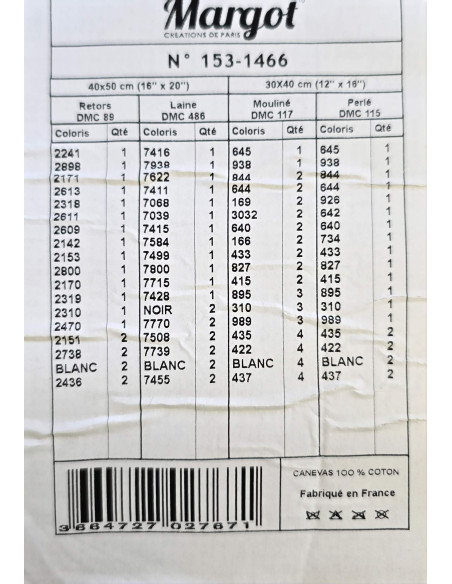 Margot
CREATIONS DE PARIS
N° 153-1466
40x50 cm (16" x 20") 30X40 cm (12" x 16")
Retors Laine Mouliné Perlé
DMC 89 DMC 486 DMC 117 DMC 115
Coloris Qté Coloris Qté Coloris Qté Coloris Qté
2241 1 7416 1 645 1 645 1
2898 1 7938 1 938 1 938 1
2171 1 7622 1 844 2 844 1
2613 1 7411 1 644 2 644 1
2318 1 7068 1 169 2 926 1
2611 1 7039 1 3032 2 642 1
2609 1 7415 1 640 2 640 1
2142 1 7584 1 166 2 734 1
2153 1 7499 1 433 2 433 1
2800 1 7800 1 827 2 827 1
2170 1 7715 1 415 2 415 1
2319 1 7428 1 895 3 895 1
2310 1 NOIR 2 310 3 310 1
2470 1 7770 2 989 3 989 1
2151 2 7508 2 435 4 435 2
2738 2 7739 2 422 4 422 2
BLANC 2 BLANC 2 BLANC 4 BLANC 2
2436 2 7455 2 437 4 437 2
CANEVAS 100 % COTON
Fabriqué en France
3 664727 027671